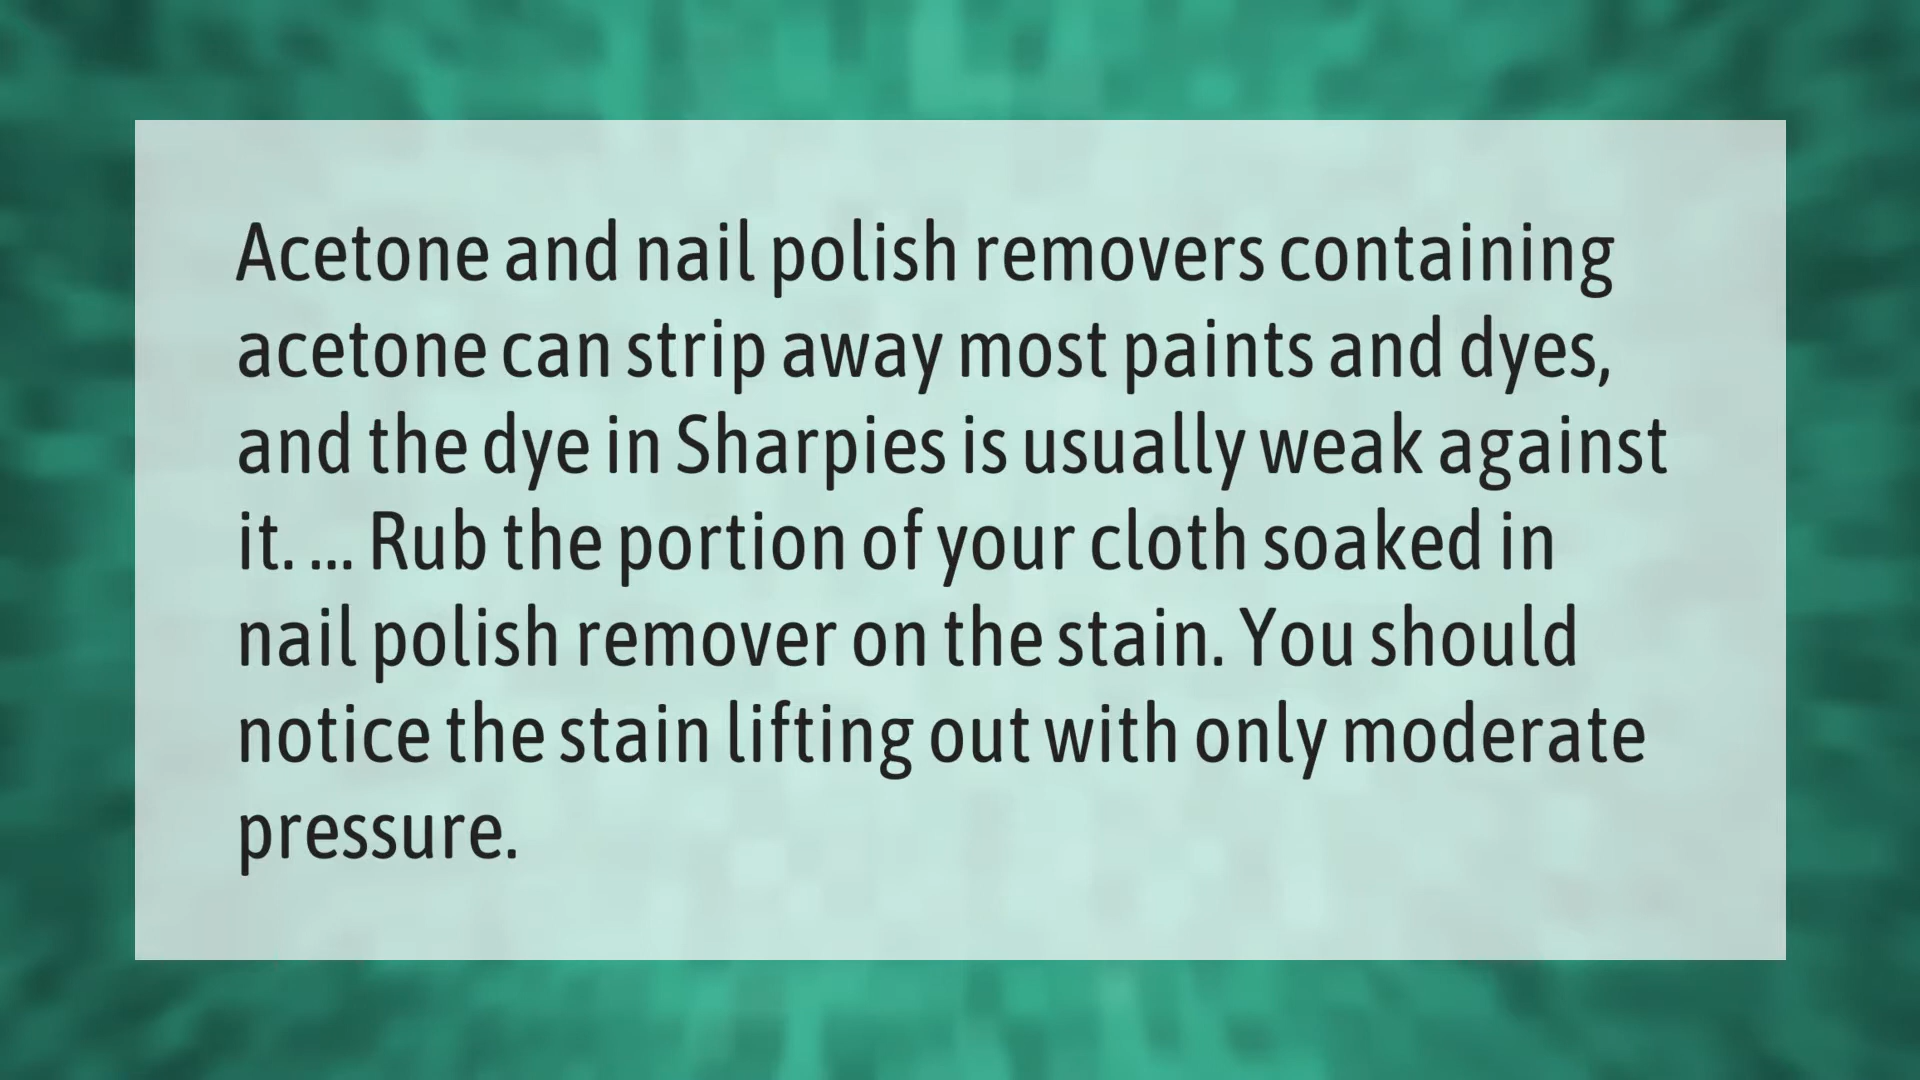 Acetone and nail polish removers containing
acetone can strip away most paints and dyes,
and the dye in Sharpies is usually weak against
it. ... Rub the portion of your cloth soaked in
nail polish remover on the stain. You should
notice the stain lifting out with only moderate
pressure.